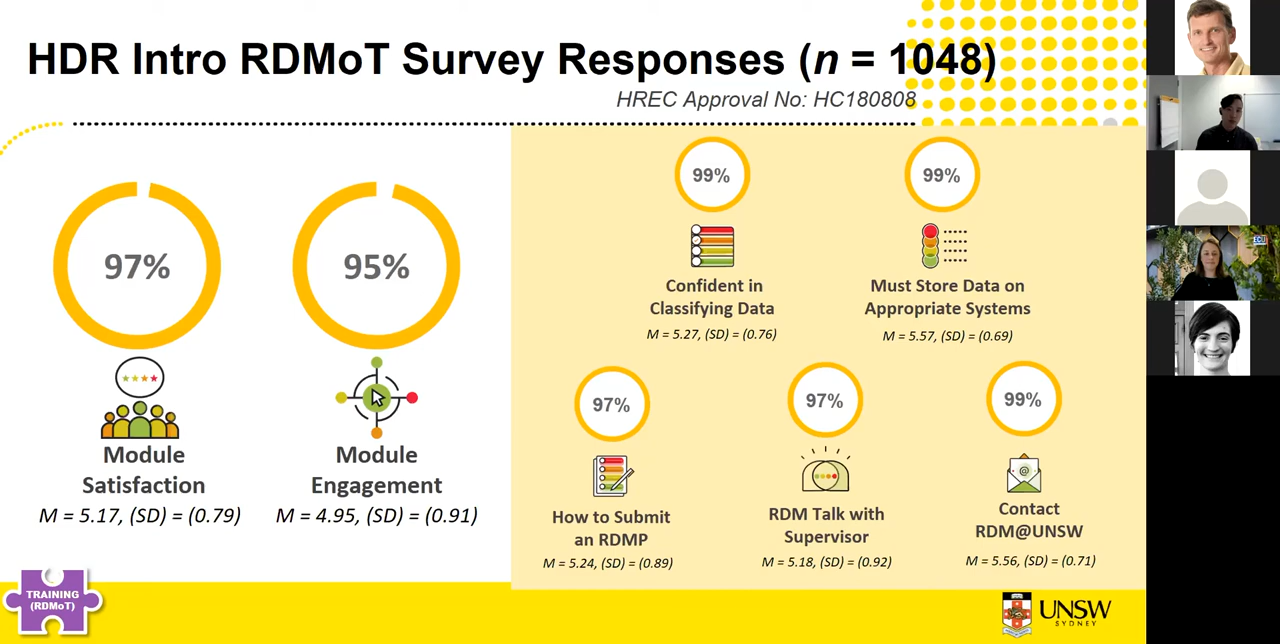 HDR Intro RDMoT Survey Responses (n = 1048)
HREC Approval No: HC180808
97%
Module
Satisfaction
M = 5.17, (SD) = (0.79)
95%
Module
Engagement
M = 4.95, (SD) = (0.91)
99%
Confident in
Classifying Data
M = 5.27, (SD) = (0.76)
99%
Must Store Data on
Appropriate Systems
M = 5.57, (SD) = (0.69)
97%
How to Submit
an RDMP
M = 5.24, (SD) = (0.89)
97%
RDM Talk with
Supervisor
M = 5.18, (SD) = (0.92)
99%
@
Contact
RDM@UNSW
M = 5.56, (SD) = (0.71)
TRAINING
(RDMoT)
UNSW
SYDNEY
ECU